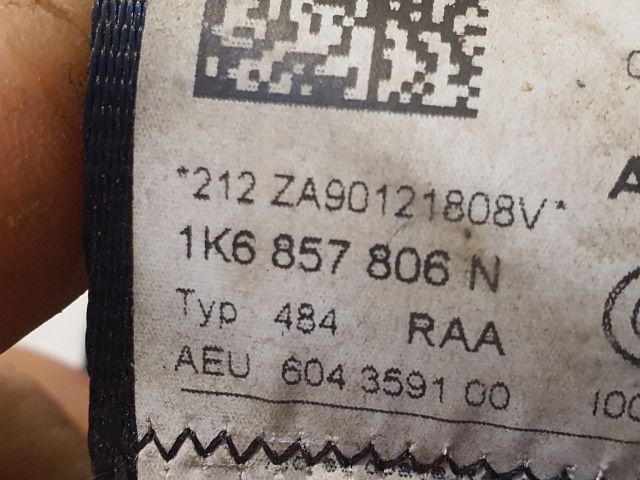 *212 ZA90121808V*
1K6 857 806 N
Typ 484 RAA
AEU 604 3591 00